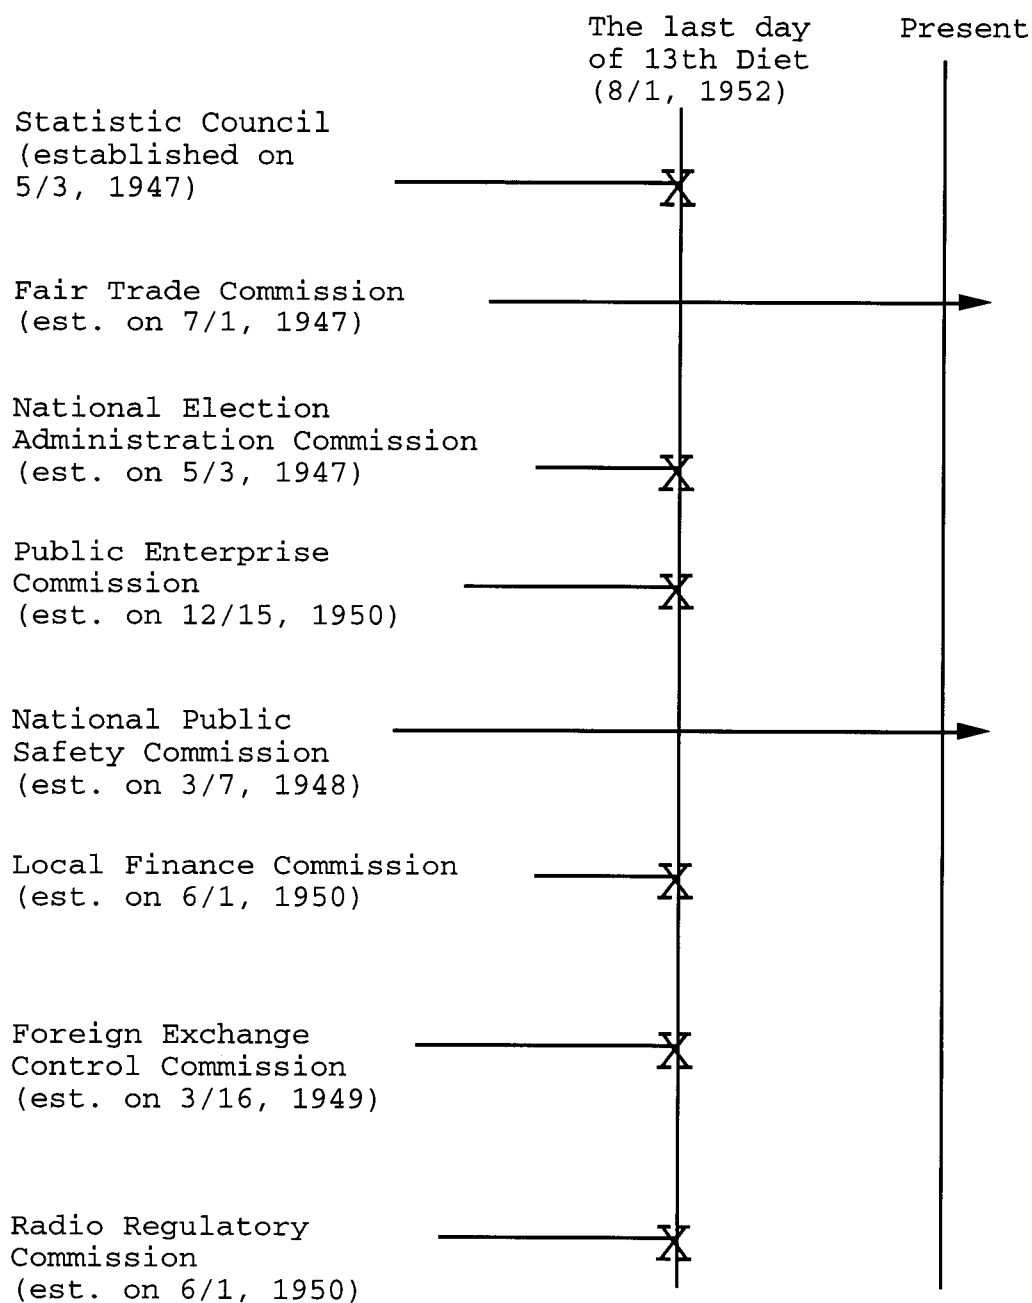 The last day
of 13th Diet
(8/1, 1952)
Present
Statistic Council
(established on
5/3, 1947)
X
Fair Trade Commission
(est. on 7/1, 1947)
National Election
Administration Commission
(est. on 5/3, 1947)
X
Public Enterprise
Commission
(est. on 12/15, 1950)
X
National Public
Safety Commission
(est. on 3/7, 1948)
Local Finance Commission
(est. on 6/1, 1950)
X
Foreign Exchange
Control Commission
(est. on 3/16, 1949)
X
Radio Regulatory
Commission
(est. on 6/1, 1950)
X